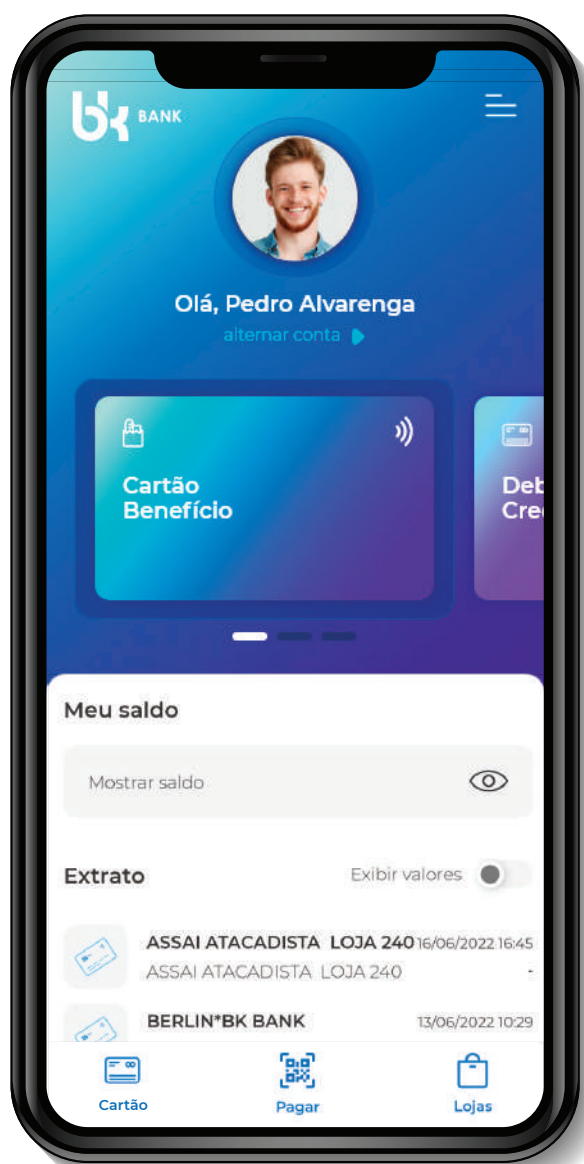 bk BANK
Olá, Pedro Alvarenga
alternar conta
Cartão
Benefício
Deb
Cre
Meu saldo
Mostrar saldo
Extrato
Exibir valores
ASSAI ATACADISTA LOJA 240 16/06/2022 16:45
ASSAI ATACADISTA LOJA 240 -
BERLIN*BK BANK 13/06/2022 10:29
Cartão
Pagar
Lojas